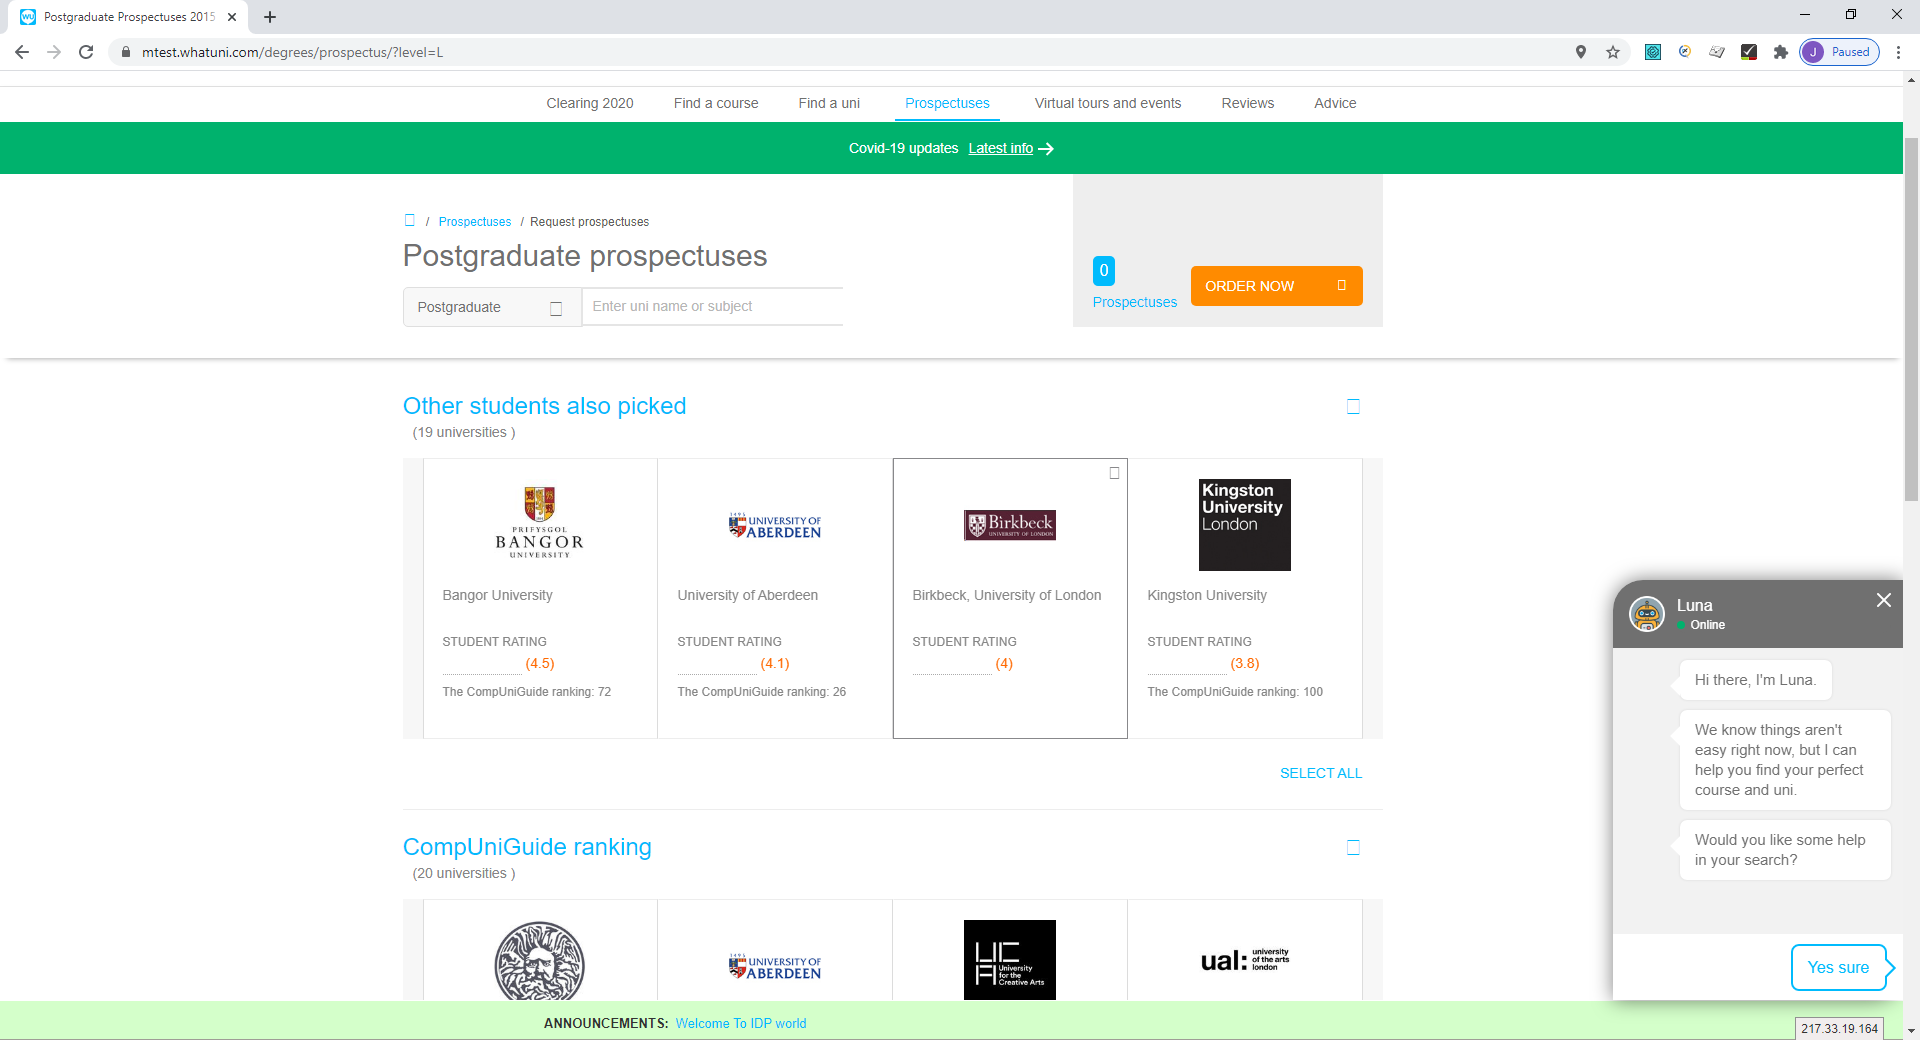 Postgraduate Prospectuses 2015
mtest.whatuni.com/degrees/prospectus/?level=L
J Paused
Clearing 2020 Find a course Find a uni Prospectuses Virtual tours and events Reviews Advice
Covid-19 updates Latest info
/ Prospectuses / Request prospectuses
Postgraduate prospectuses
Postgraduate Enter uni name or subject
0
Prospectuses
ORDER NOW
Other students also picked
(19 universities )
PRIFYSGOL
BANGOR
UNIVERSITY
1495
UNIVERSITY OF
ABERDEEN
Birkbeck
UNIVERSITY OF LONDON
Kingston
University
London
Bangor University University of Aberdeen Birkbeck, University of London Kingston University
STUDENT RATING STUDENT RATING STUDENT RATING STUDENT RATING
(4.5) (4.1) (4) (3.8)
The CompUniGuide ranking: 72 The CompUniGuide ranking: 26 The CompUniGuide ranking: 100
SELECT ALL
CompUniGuide ranking
(20 universities )
1495
UNIVERSITY OF
ABERDEEN
UCA
University
for the
Creative Arts
ual:
university
of the arts
london
Luna
Online
Hi there, I'm Luna.
We know things aren't
easy right now, but I can
help you find your perfect
course and uni.
Would you like some help
in your search?
Yes sure
ANNOUNCEMENTS: Welcome To IDP world
217.33.19.164